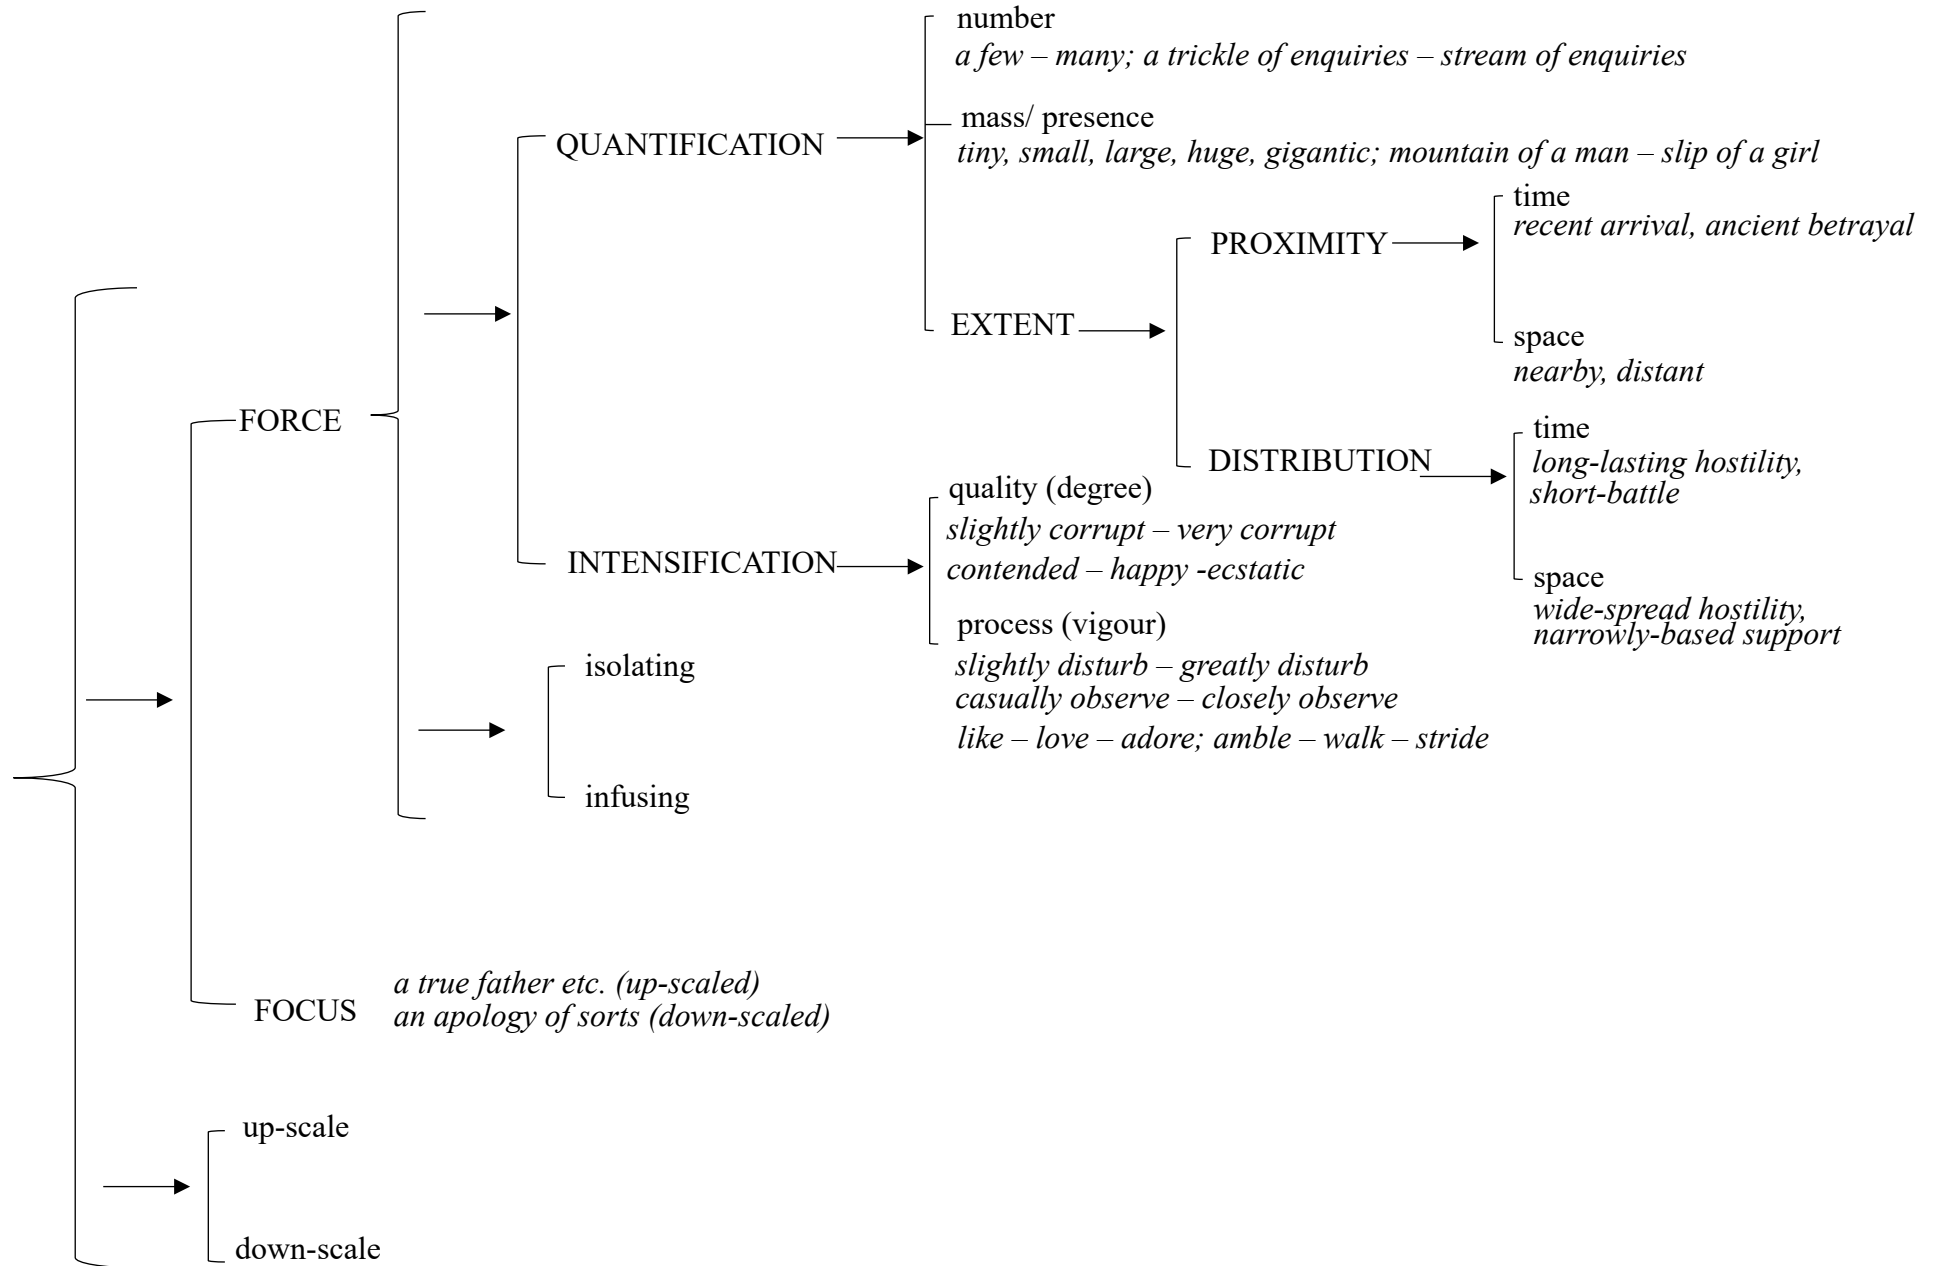 number
a few – many; a trickle of enquiries – stream of enquiries
mass/ presence
tiny, small, large, huge, gigantic; mountain of a man – slip of a girl
QUANTIFICATION
time
recent arrival, ancient betrayal
PROXIMITY
EXTENT
space
nearby, distant
FORCE
time
long-lasting hostility,
short-battle
DISTRIBUTION
quality (degree)
slightly corrupt – very corrupt
contended – happy -ecstatic
INTENSIFICATION
space
wide-spread hostility,
narrowly-based support
process (vigour)
slightly disturb – greatly disturb
casually observe – closely observe
like – love – adore; amble – walk – stride
isolating
infusing
FOCUS
a true father etc. (up-scaled)
an apology of sorts (down-scaled)
up-scale
down-scale